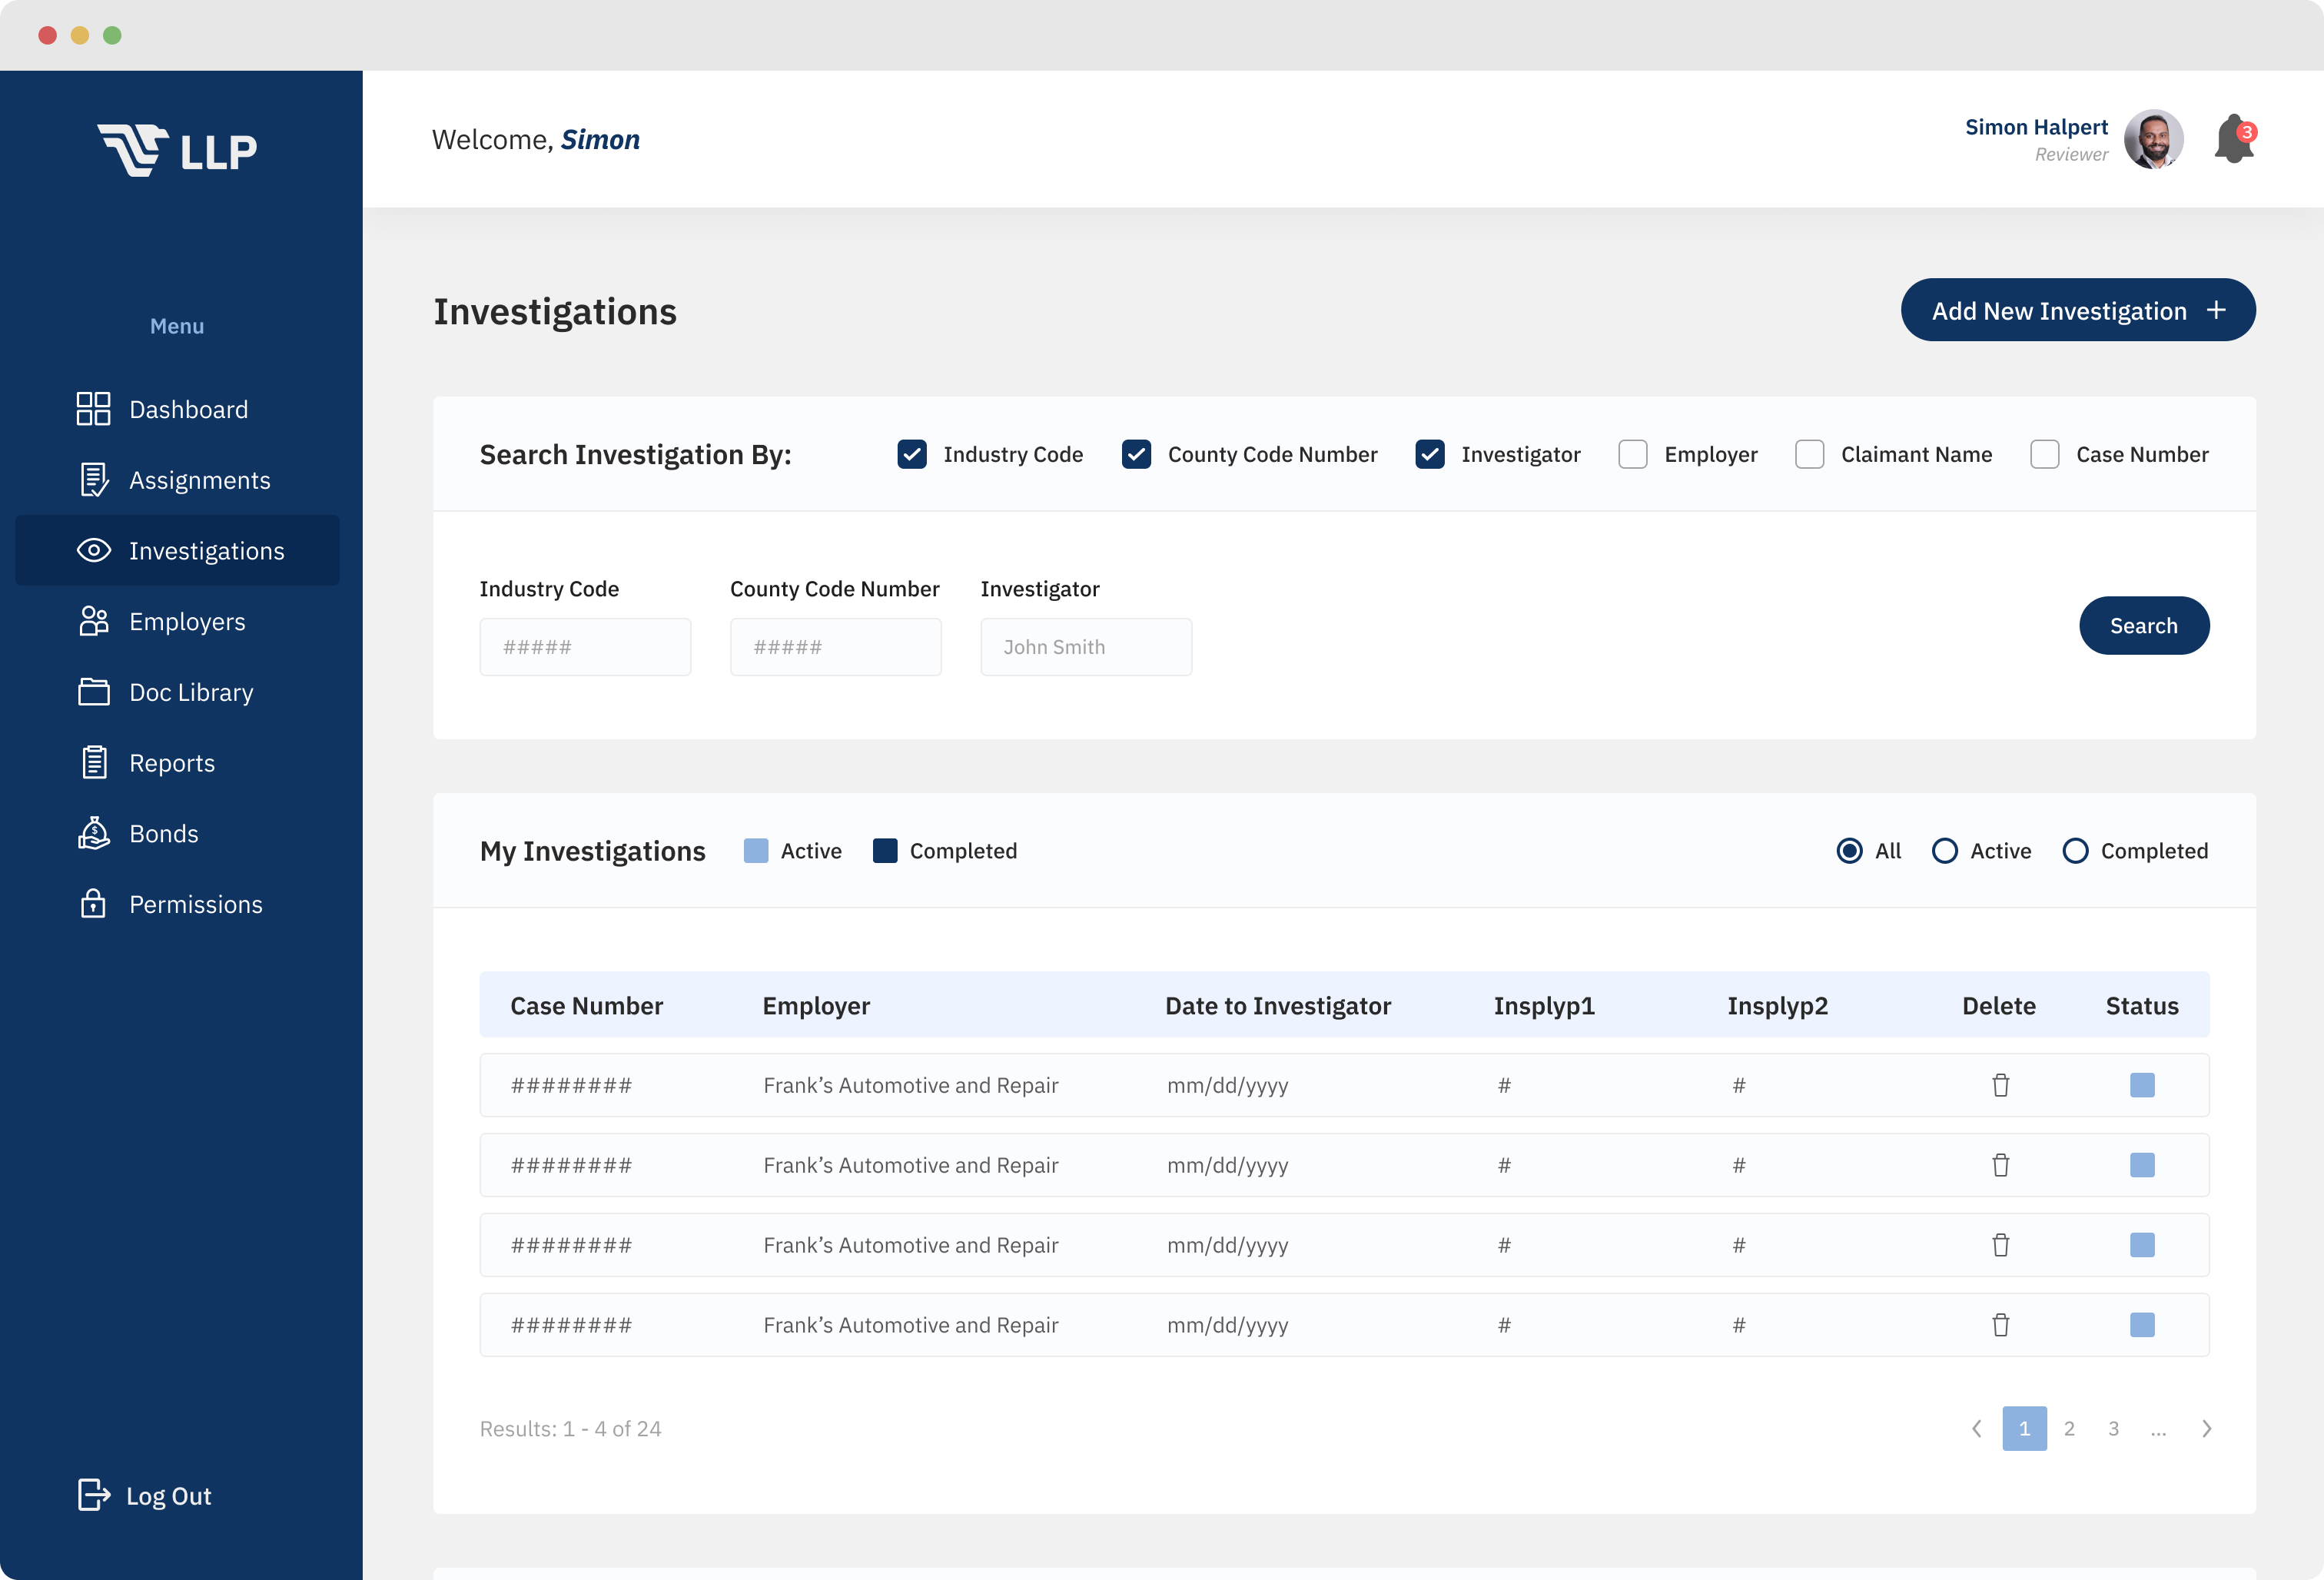 LLP
Menu
Dashboard
Assignments
Investigations
Employers
Doc Library
Reports
Bonds
Permissions
Log Out
Welcome, Simon
Simon Halpert
Reviewer
3
Investigations
Add New Investigation +
Search Investigation By:
Industry Code
County Code Number
Investigator
Employer
Claimant Name
Case Number
Industry Code
County Code Number
Investigator
#####
#####
John Smith
Search
My Investigations
Active
Completed
All
Active
Completed
Case Number Employer Date to Investigator Insplyp1 Insplyp2 Delete Status
######## Frank’s Automotive and Repair mm/dd/yyyy # #
######## Frank’s Automotive and Repair mm/dd/yyyy # #
######## Frank’s Automotive and Repair mm/dd/yyyy # #
######## Frank’s Automotive and Repair mm/dd/yyyy # #
Results: 1 - 4 of 24
1 2 3 ...